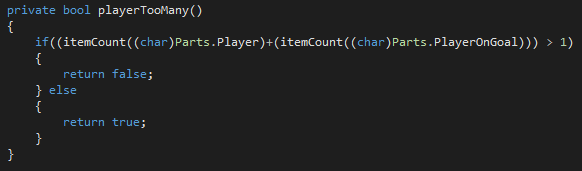 private bool playerTooMany()
{
    if((itemCount((char)Parts.Player)+(itemCount((char)Parts.PlayerOnGoal))) > 1)
    {
        return false;
    } else
    {
        return true;
    }
}